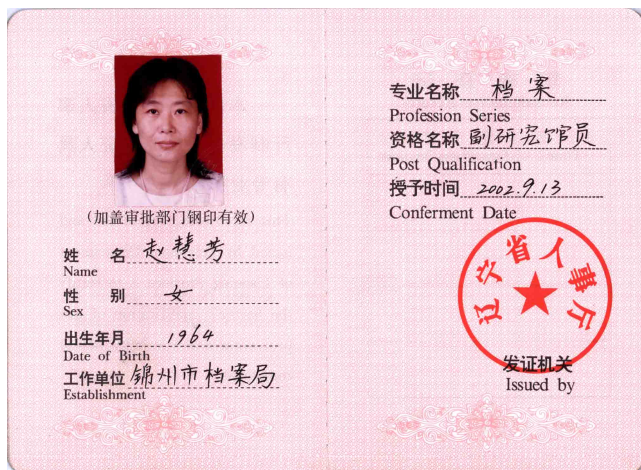 (加盖审批部门钢印有效)
姓 名 赵慧芳
Name
性 别 女
Sex
出生年月 1964
Date of Birth
工作单位 锦州市档案局
Establishment
专业名称 档案
Profession Series
资格名称 副研究馆员
Post Qualification
授予时间 2002.9.13
Conferment Date
辽宁省人事厅
发证机关
Issued by